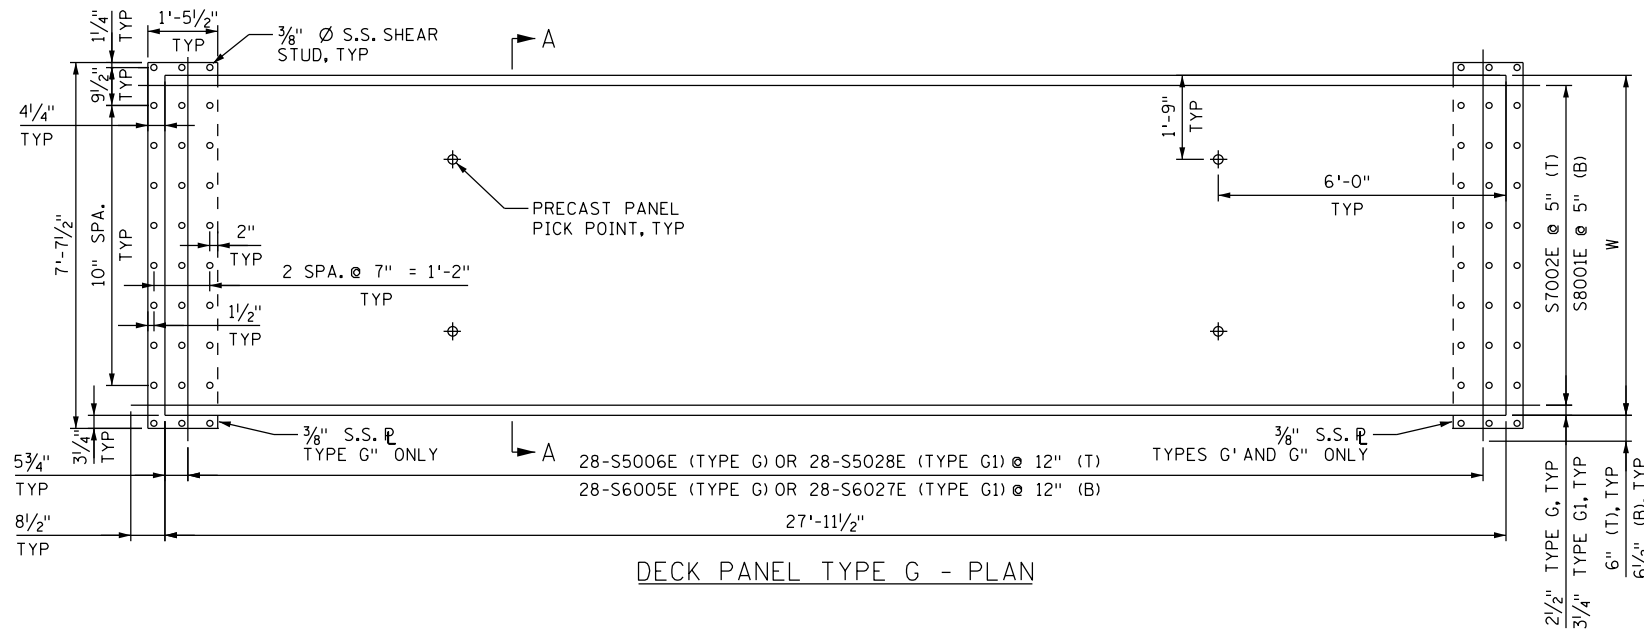 1¼" TYP
1'-5½"
TYP
⅜" Ø S.S. SHEAR
STUD, TYP
A
9½" TYP
4¼"
TYP
1'-9" TYP
6'-0"
TYP
PRECAST PANEL
PICK POINT, TYP
7'-7½"
10" SPA. TYP
2"
TYP
2 SPA. @ 7" = 1'-2"
TYP
1½"
TYP
S7002E @ 5" (T)
S8001E @ 5" (B)
W
3¼" TYP
⅜" S.S. ℄
TYPE G" ONLY
A
⅜" S.S. ℄
TYPES G' AND G" ONLY
5¾"
TYP
28-S5006E (TYPE G) OR 28-S5028E (TYPE G1) @ 12" (T)
28-S6005E (TYPE G) OR 28-S6027E (TYPE G1) @ 12" (B)
8½"
TYP
27'-11½"
2½" TYPE G, TYP
3¼" TYPE G1, TYP
6" (T), TYP
6½" (B), TYP
DECK PANEL TYPE G - PLAN